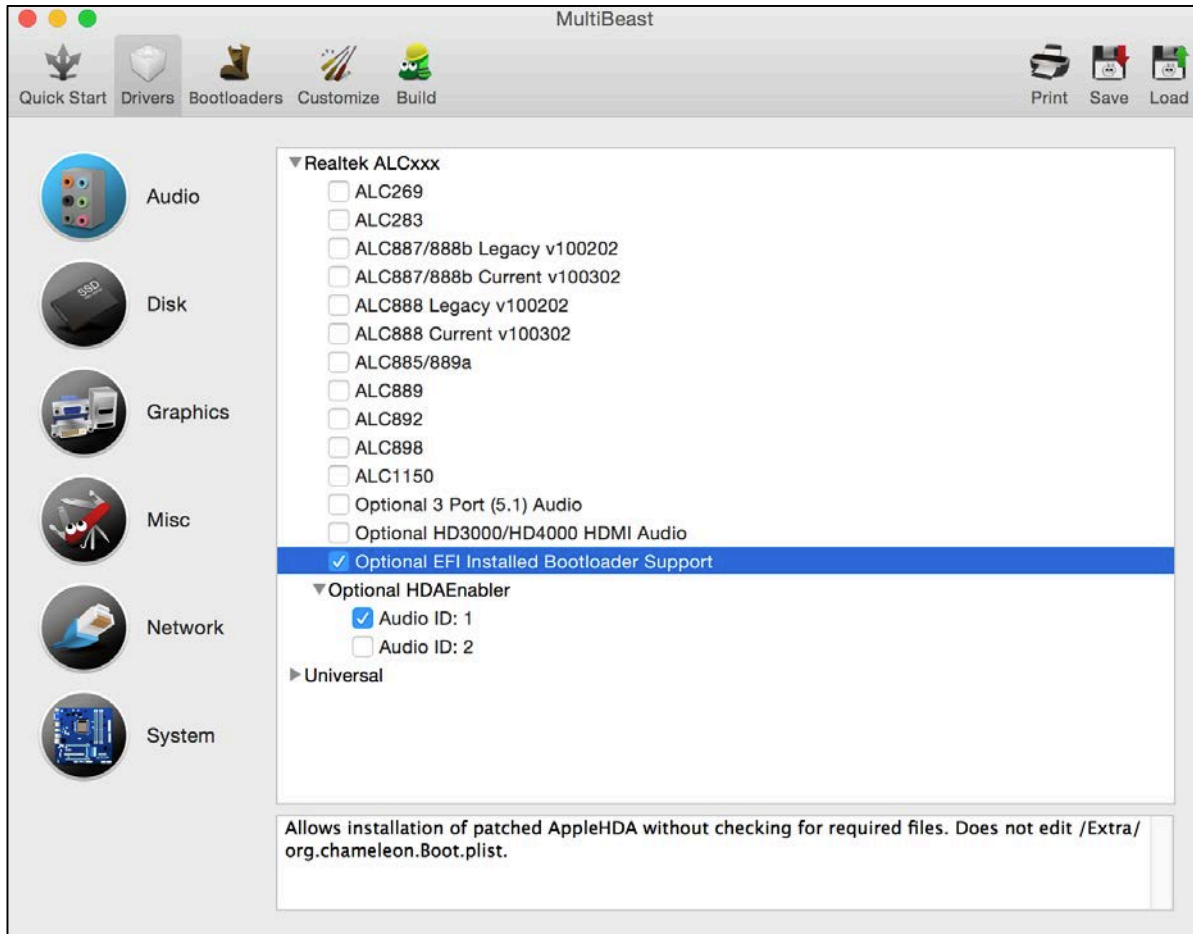 MultiBeast
Quick Start Drivers Bootloaders Customize Build Print Save Load
Audio
Disk
Graphics
Misc
Network
System
Realtek ALCxxx
ALC269
ALC283
ALC887/888b Legacy v100202
ALC887/888b Current v100302
ALC888 Legacy v100202
ALC888 Current v100302
ALC885/889a
ALC889
ALC892
ALC898
ALC1150
Optional 3 Port (5.1) Audio
Optional HD3000/HD4000 HDMI Audio
Optional EFI Installed Bootloader Support
Optional HDAEnabler
Audio ID: 1
Audio ID: 2
Universal
Allows installation of patched AppleHDA without checking for required files. Does not edit /Extra/
org.chameleon.Boot.plist.